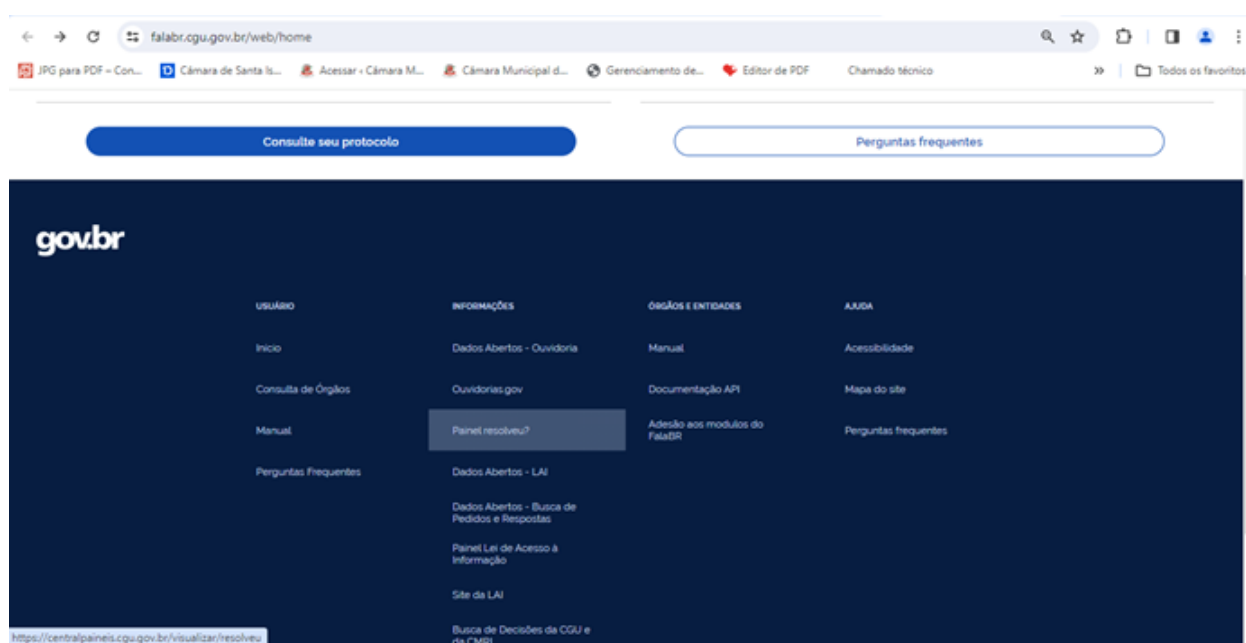 falabr.cgu.gov.br/web/home
JPG para PDF – Con...
Câmara de Santa Is...
Acessar ‹ Câmara M...
Câmara Municipal d...
Gerenciamento de...
Editor de PDF
Chamado técnico
»
Todos os favoritos
Consulte seu protocolo
Perguntas frequentes
gov.br
USUÁRIO
Início
Consulta de Órgãos
Manual
Perguntas Frequentes
INFORMAÇÕES
Dados Abertos - Ouvidoria
Ouvidorias.gov
Painel resolveu?
Dados Abertos - LAI
Dados Abertos - Busca de
Pedidos e Respostas
Painel Lei de Acesso à
Informação
Site da LAI
Busca de Decisões da CGU e
da CMRI
ÓRGÃOS E ENTIDADES
Manual
Documentação API
Adesão aos modulos do
FalaBR
AJUDA
Acessibilidade
Mapa do site
Perguntas frequentes
https://centralpaineis.cgu.gov.br/visualizar/resolveu